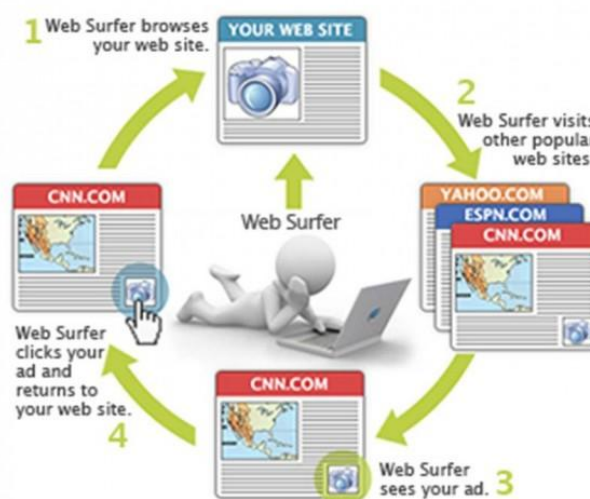 1 Web Surfer browses
your web site.
YOUR WEB SITE
2
Web Surfer visits
other popular
web sites
YAHOO.COM
ESPN.COM
CNN.COM
CNN.COM
Web Surfer
Web Surfer
clicks your
ad and
returns to
your web site.
4
CNN.COM
Web Surfer
sees your ad. 3